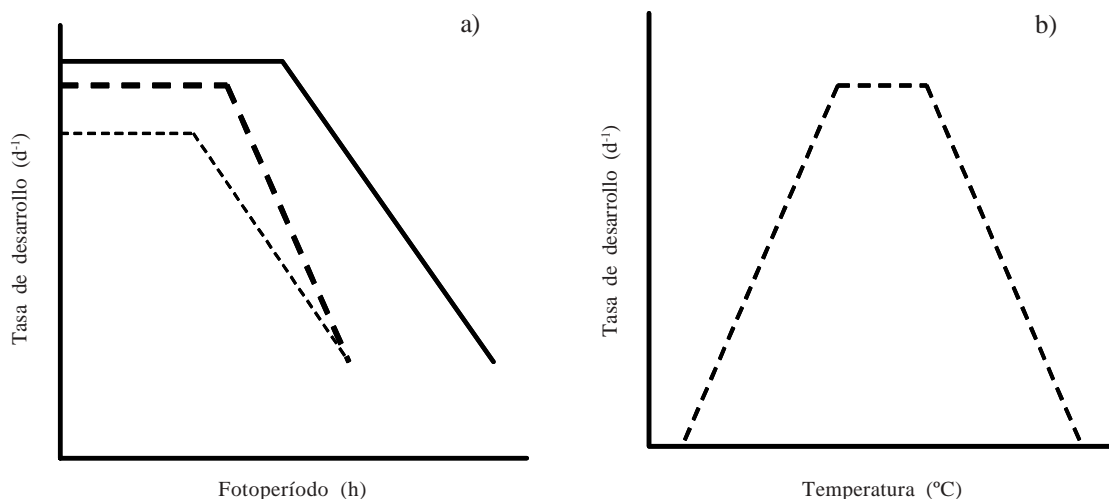 a)
Tasa de desarrollo (d-1)
Fotoperíodo (h)
b)
Tasa de desarrollo (d-1)
Temperatura (ºC)